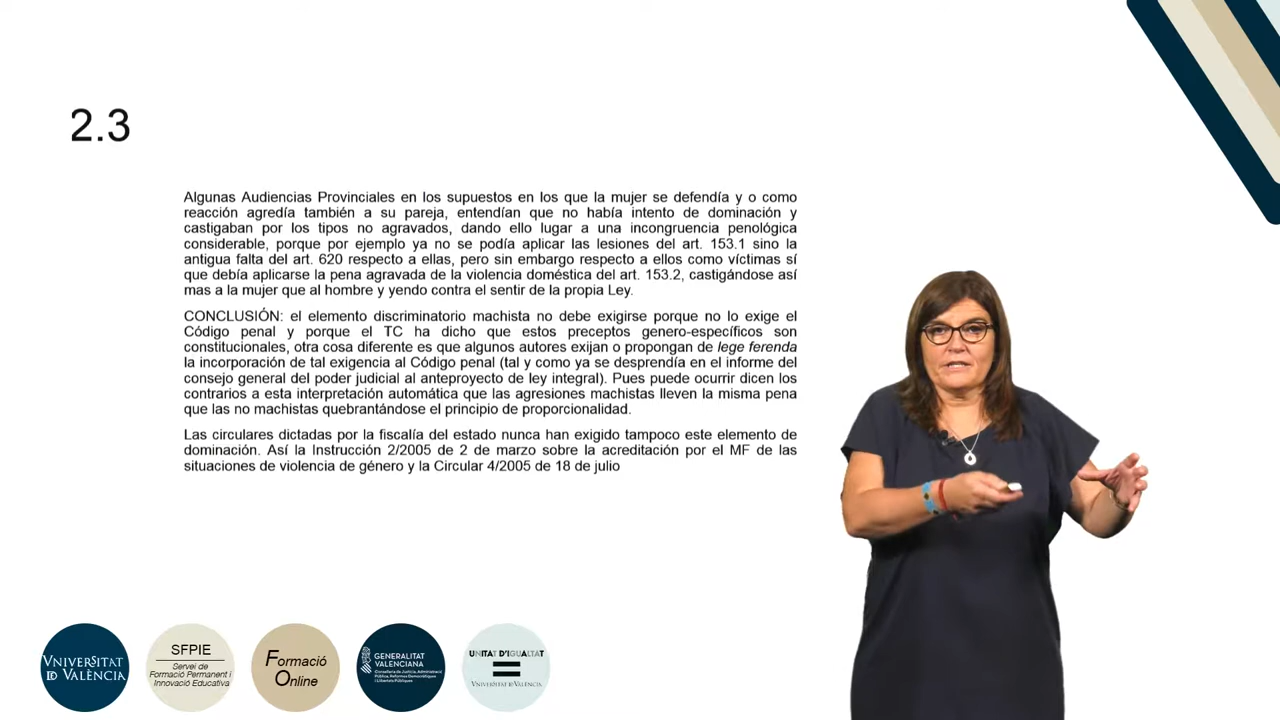 2.3
Algunas Audiencias Provinciales en los supuestos en los que la mujer se defendía y o como
reacción agredía también a su pareja, entendían que no había intento de dominación y
castigaban por los tipos no agravados, dando ello lugar a una incongruencia penológica
considerable, porque por ejemplo ya no se podía aplicar las lesiones del art. 153.1 sino la
antigua falta del art. 620 respecto a ellas, pero sin embargo respecto a ellos como víctimas sí
que debía aplicarse la pena agravada de la violencia doméstica del art. 153.2, castigándose así
mas a la mujer que al hombre y yendo contra el sentir de la propia Ley.
CONCLUSIÓN: el elemento discriminatorio machista no debe exigirse porque no lo exige el
Código penal y porque el TC ha dicho que estos preceptos genero-específicos son
constitucionales, otra cosa diferente es que algunos autores exijan o propongan de lege ferenda
la incorporación de tal exigencia al Código penal (tal y como ya se desprendía en el informe del
consejo general del poder judicial al anteproyecto de ley integral). Pues puede ocurrir dicen los
contrarios a esta interpretación automática que las agresiones machistas lleven la misma pena
que las no machistas quebrantándose el principio de proporcionalidad.
Las circulares dictadas por la fiscalía del estado nunca han exigido tampoco este elemento de
dominación. Así la Instrucción 2/2005 de 2 de marzo sobre la acreditación por el MF de las
situaciones de violencia de género y la Circular 4/2005 de 18 de julio
VNIVERSITAT
ID VALÈNCIA
SFPIE
Servei de
Formació Permanent i
Innovació Educativa
Formació
Online
GENERALITAT
VALENCIANA
Conselleria de Justícia, Administració
Pública, Reformes Democràtiques
i Llibertats Públiques
UNITAT D'IGUALTAT
VNIVERSITAT ID VALÈNCIA